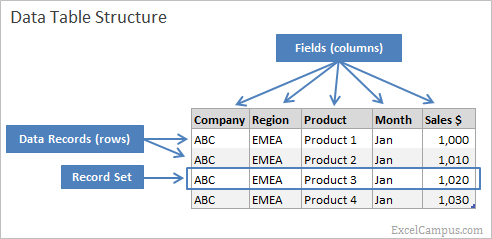 Data Table Structure
Fields (columns)
Company Region Product Month Sales $
Data Records (rows)
ABC EMEA Product 1 Jan 1,000
ABC EMEA Product 2 Jan 1,010
Record Set
ABC EMEA Product 3 Jan 1,020
ABC EMEA Product 4 Jan 1,030
ExcelCampus.com